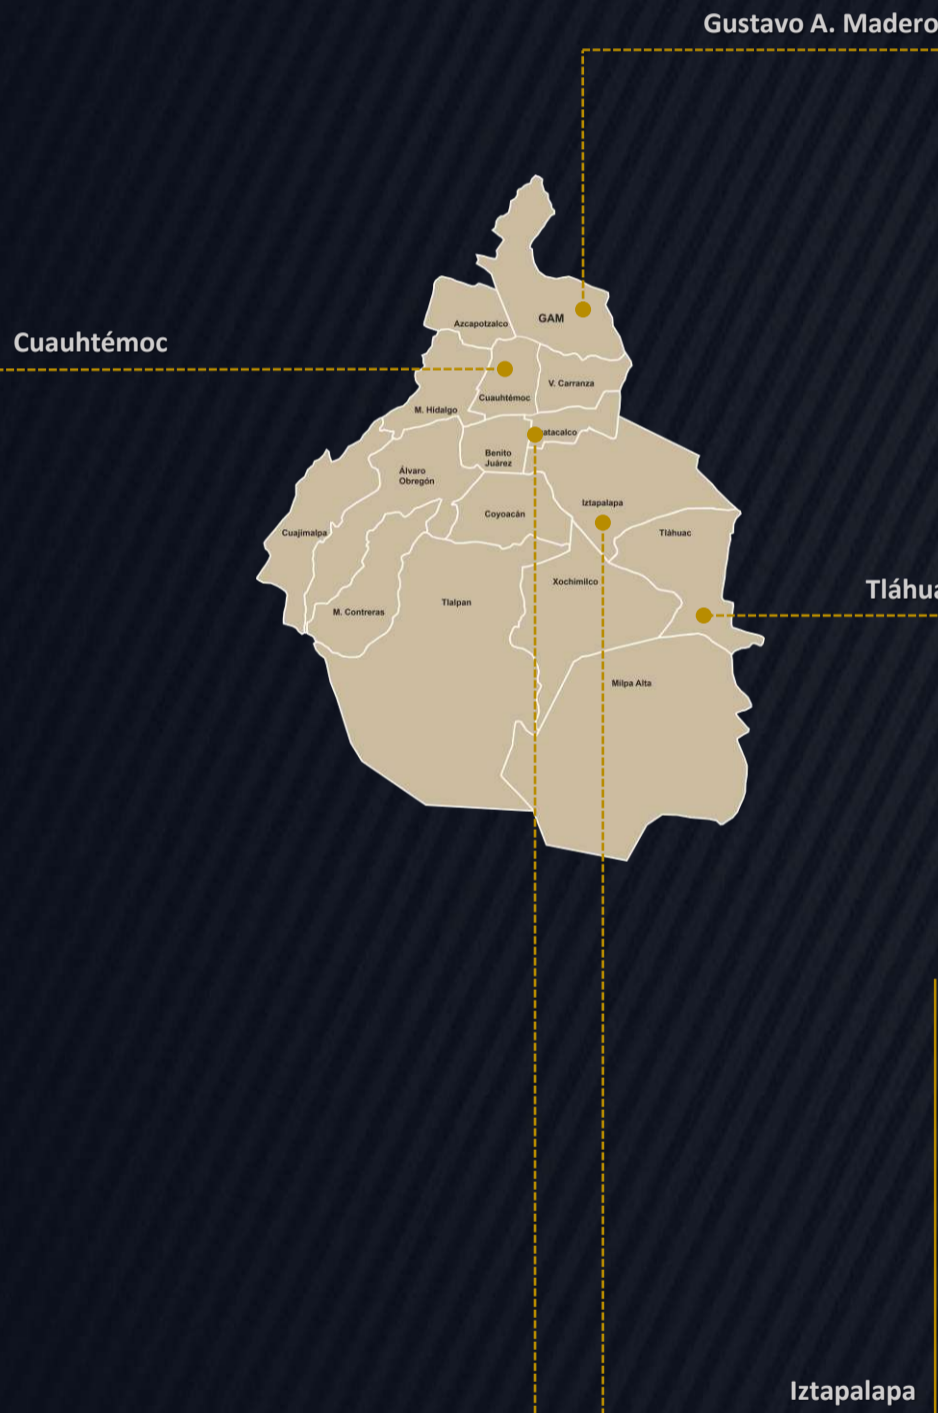 Gustavo A. Madero
GAM
Azcapotzalco
Cuauhtémoc
V. Carranza
Cuauhtémoc
M. Hidalgo
Benito
Juárez
Álvaro
Obregón
Iztapalapa
Coyoacán
Cuajimalpa
Tláhuac
Xochimilco
Tlalpan
M. Contreras
Milpa Alta
Iztapalapa